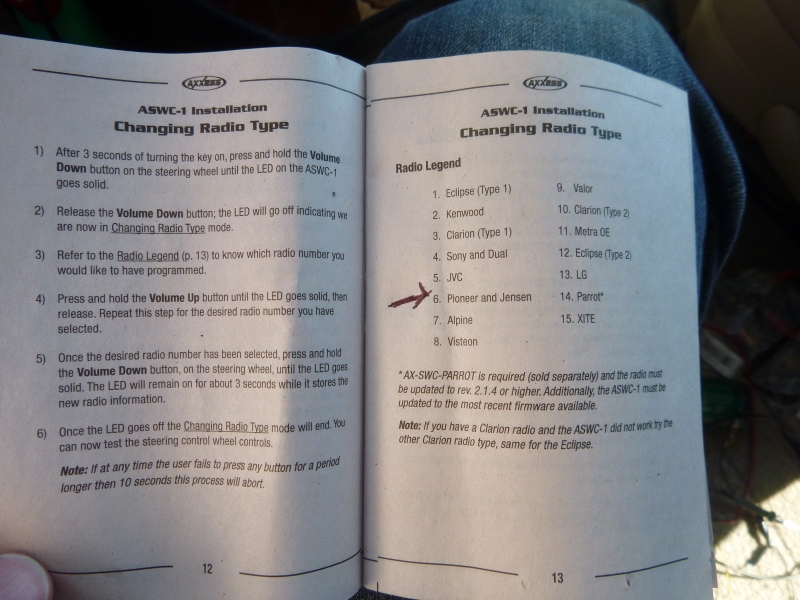 AXXESS
ASWC-1 Installation
Changing Radio Type
1) After 3 seconds of turning the key on, press and hold the Volume
Down button on the steering wheel until the LED on the ASWC-1
goes solid.
2) Release the Volume Down button; the LED will go off indicating we
are now in Changing Radio Type mode.
3) Refer to the Radio Legend (p. 13) to know which radio number you
would like to have programmed.
4) Press and hold the Volume Up button until the LED goes solid, then
release. Repeat this step for the desired radio number you have
selected.
5) Once the desired radio number has been selected, press and hold
the Volume Down button, on the steering wheel, until the LED goes
solid. The LED will remain on for about 3 seconds while it stores the
new radio information.
6) Once the LED goes off the Changing Radio Type mode will end. You
can now test the steering control wheel controls.
Note: If at any time the user fails to press any button for a period
longer then 10 seconds this process will abort.
12
AXXESS
ASWC-1 Installation
Changing Radio Type
Radio Legend
1. Eclipse (Type 1)
2. Kenwood
3. Clarion (Type 1)
4. Sony and Dual
5. JVC
6. Pioneer and Jensen
7. Alpine
8. Visteon
9. Valor
10. Clarion (Type 2)
11. Metra OE
12. Eclipse (Type 2)
13. LG
14. Parrot*
15. XITE
* AX-SWC-PARROT is required (sold separately) and the radio must
be updated to rev. 2.1.4 or higher. Additionally, the ASWC-1 must be
updated to the most recent firmware available.
Note: If you have a Clarion radio and the ASWC-1 did not work try the
other Clarion radio type, same for the Eclipse.
13